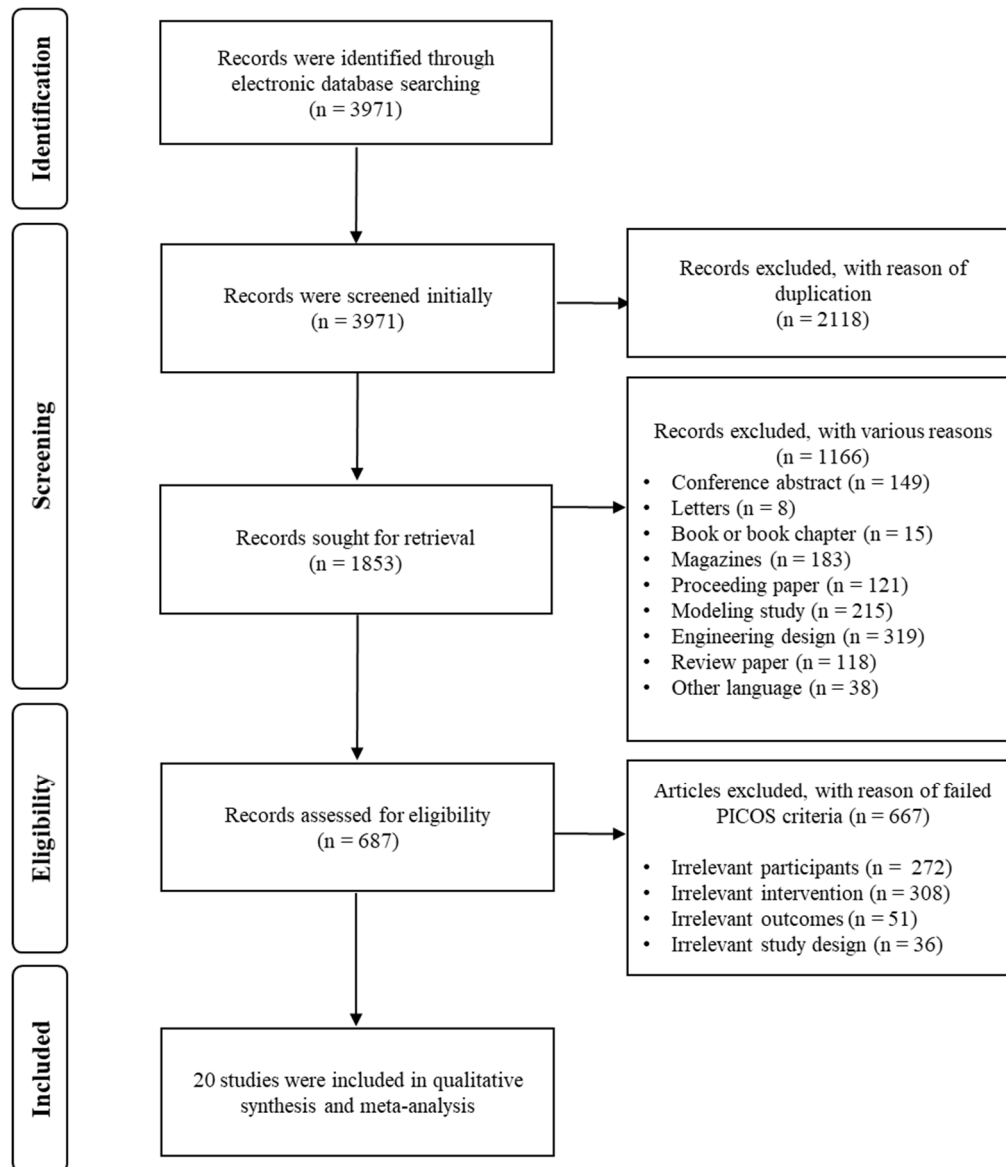 Identification
Records were identified through
electronic database searching
(n = 3971)
Screening
Records were screened initially
(n = 3971)
Records excluded, with reason of
duplication
(n = 2118)
Records sought for retrieval
(n = 1853)
Records excluded, with various reasons
(n = 1166)
• Conference abstract (n = 149)
• Letters (n = 8)
• Book or book chapter (n = 15)
• Magazines (n = 183)
• Proceeding paper (n = 121)
• Modeling study (n = 215)
• Engineering design (n = 319)
• Review paper (n = 118)
• Other language (n = 38)
Eligibility
Records assessed for eligibility
(n = 687)
Articles excluded, with reason of failed
PICOS criteria (n = 667)
• Irrelevant participants (n = 272)
• Irrelevant intervention (n = 308)
• Irrelevant outcomes (n = 51)
• Irrelevant study design (n = 36)
Included
20 studies were included in qualitative
synthesis and meta-analysis